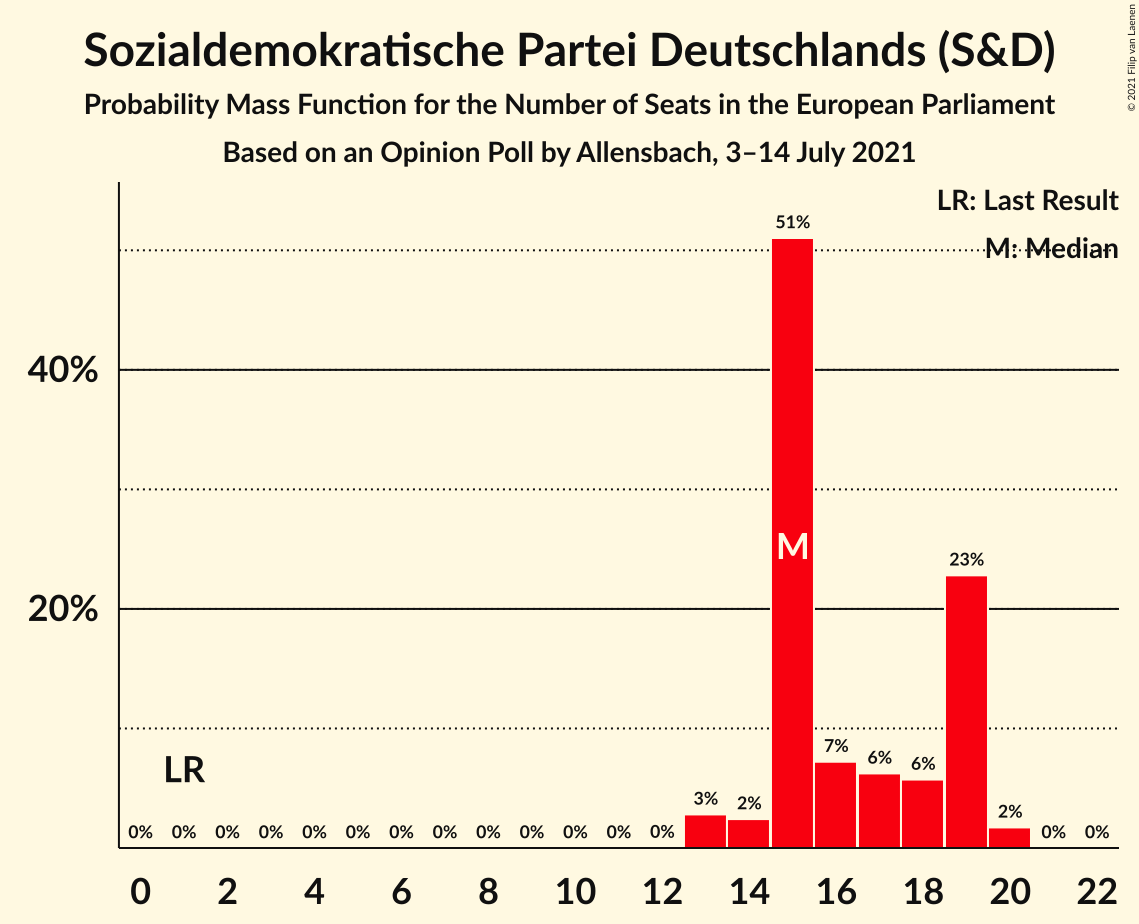 Sozialdemokratische Partei Deutschlands (S&D)
Probability Mass Function for the Number of Seats in the European Parliament
Based on an Opinion Poll by Allensbach, 3–14 July 2021
© 2021 Filip van Laenen
LR: Last Result
M: Median
51%
40%
M
23%
20%
LR
7%
6%
6%
3%
2%
2%
0% 0% 0% 0% 0% 0% 0% 0% 0% 0% 0% 0% 0% 0% 0%
0 2 4 6 8 10 12 14 16 18 20 22